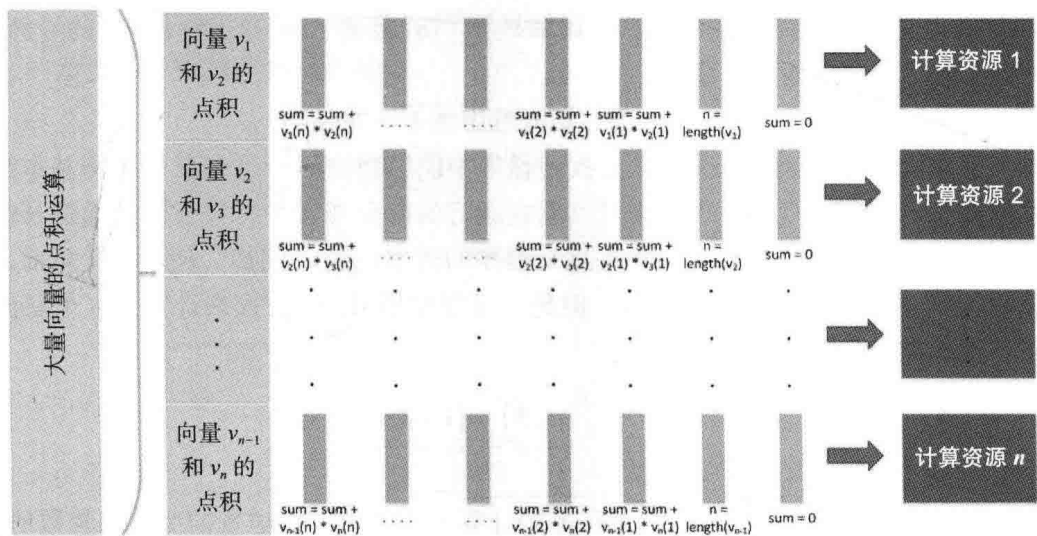 大量向量的点积运算
向量 v₁
和 v₂ 的
点积
sum = sum +
v₁(n) * v₂(n)
. . . .
. . . .
sum = sum +
v₁(2) * v₂(2)
sum = sum +
v₁(1) * v₂(1)
n =
length(v₁)
sum = 0
计算资源 1
向量 v₂
和 v₃ 的
点积
sum = sum +
v₂(n) * v₃(n)
sum = sum +
v₂(2) * v₃(2)
sum = sum +
v₂(1) * v₃(1)
n =
length(v₂)
sum = 0
计算资源 2
向量 vₙ₋₁
和 vₙ 的
点积
sum = sum +
vₙ₋₁(n) * vₙ(n)
. . . .
. . . .
sum = sum +
vₙ₋₁(2) * vₙ(2)
sum = sum +
vₙ₋₁(1) * vₙ(1)
n =
length(vₙ₋₁)
sum = 0
计算资源 n